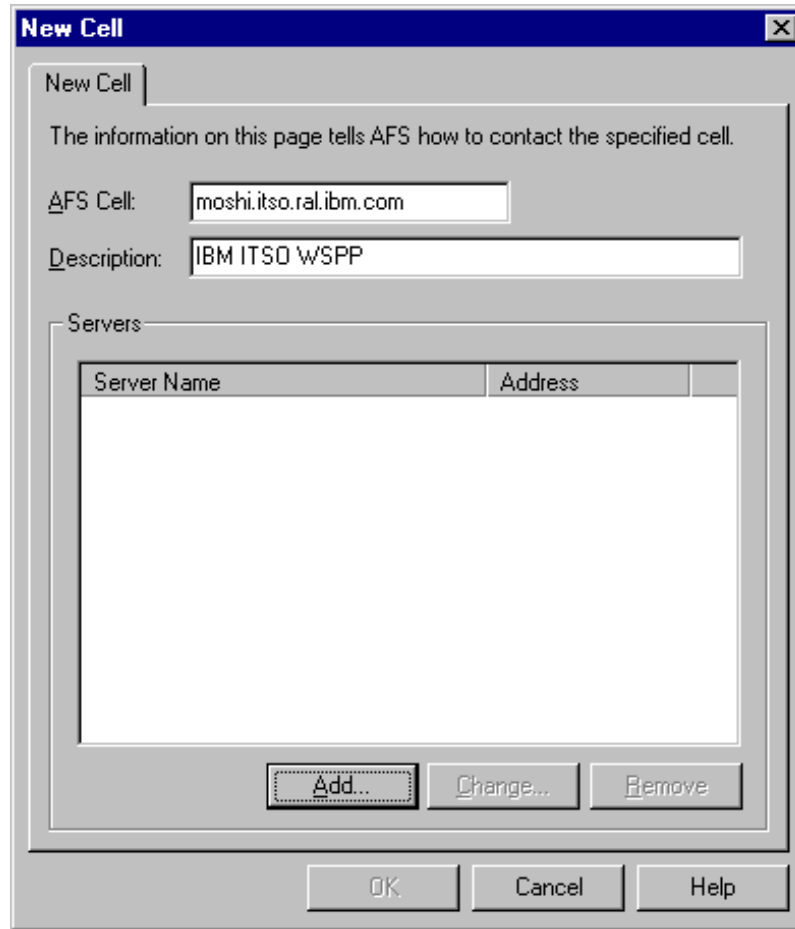 New Cell
New Cell
The information on this page tells AFS how to contact the specified cell.
AFS Cell: moshi.itso.ral.ibm.com
Description: IBM ITSO WSPP
Servers
Server Name Address
Add... Change... Remove
OK Cancel Help